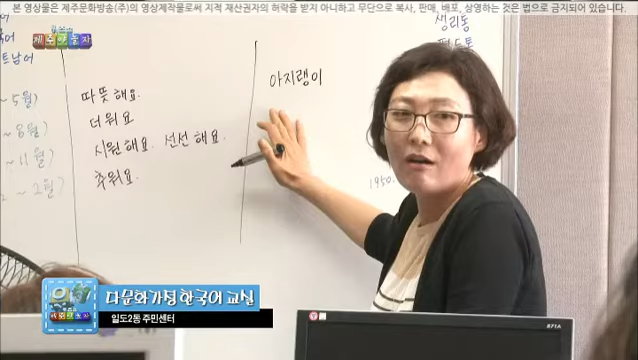 본 영상물은 제주문화방송(주)의 영상제작물로써 지적 재산권자의 허락을 받지 아니하고 무단으로 복사, 판매, 배포, 상영하는 것은 법으로 금지되어 있습니다.
생리통
트남어
~5월)
~8월)
~11월)
~2월)
따뜻해요.
더워요
시원해요. 선선해요.
추워요
아지랭이
1950.
다문화가정 한국어 교실
일도2동 주민센터
871A